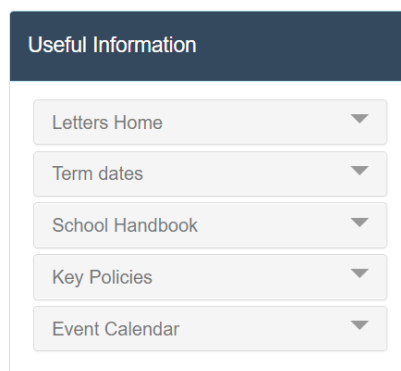 Useful Information
Letters Home
Term dates
School Handbook
Key Policies
Event Calendar